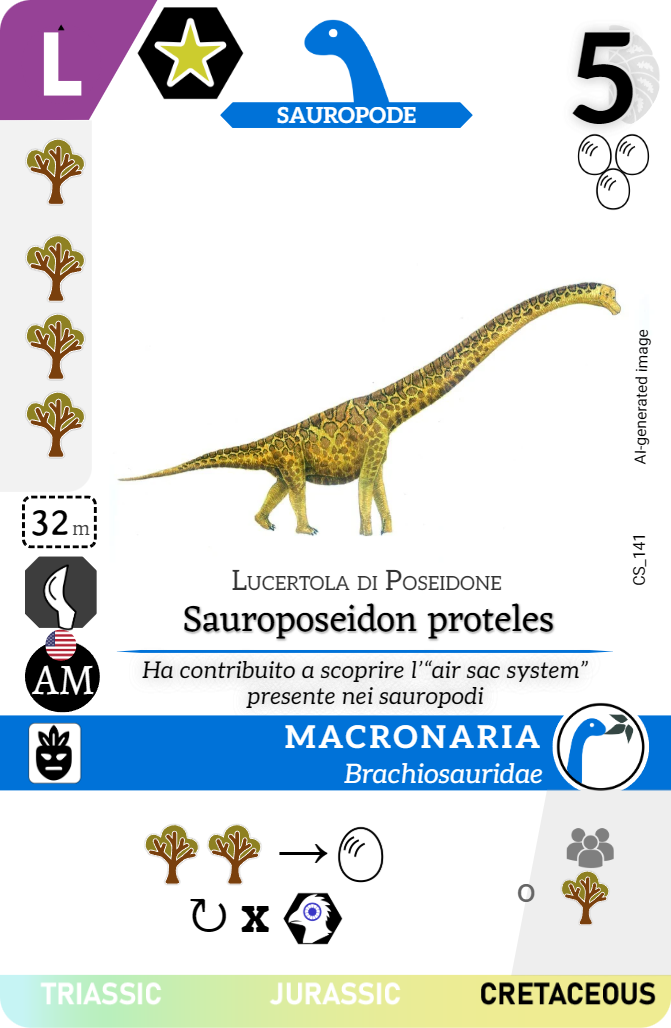 L
SAUROPODE
5
AI-generated image
32 m
CS_141
LUCERTOLA DI POSEIDONE
Sauroposeidon proteles
AM
Ha contribuito a scoprire l'“air sac system”
presente nei sauropodi
MACRONARIA
Brachiosauridae
→
o
↻ x
TRIASSIC JURASSIC CRETACEOUS